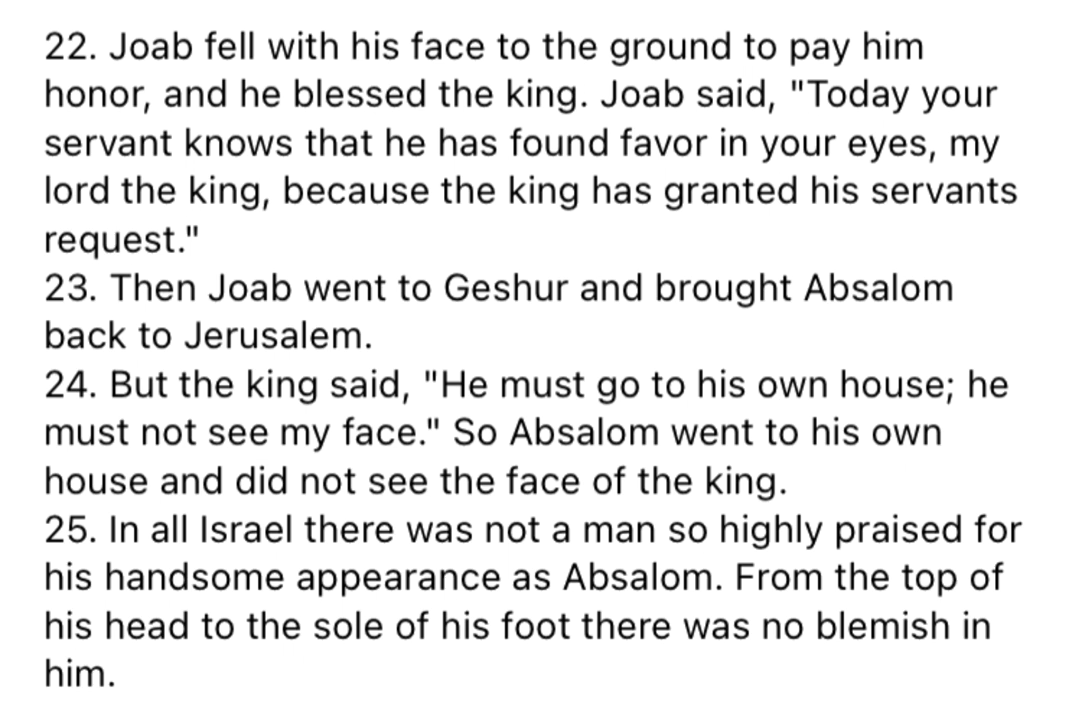 22. Joab fell with his face to the ground to pay him
honor, and he blessed the king. Joab said, "Today your
servant knows that he has found favor in your eyes, my
lord the king, because the king has granted his servants
request."
23. Then Joab went to Geshur and brought Absalom
back to Jerusalem.
24. But the king said, "He must go to his own house; he
must not see my face." So Absalom went to his own
house and did not see the face of the king.
25. In all Israel there was not a man so highly praised for
his handsome appearance as Absalom. From the top of
his head to the sole of his foot there was no blemish in
him.